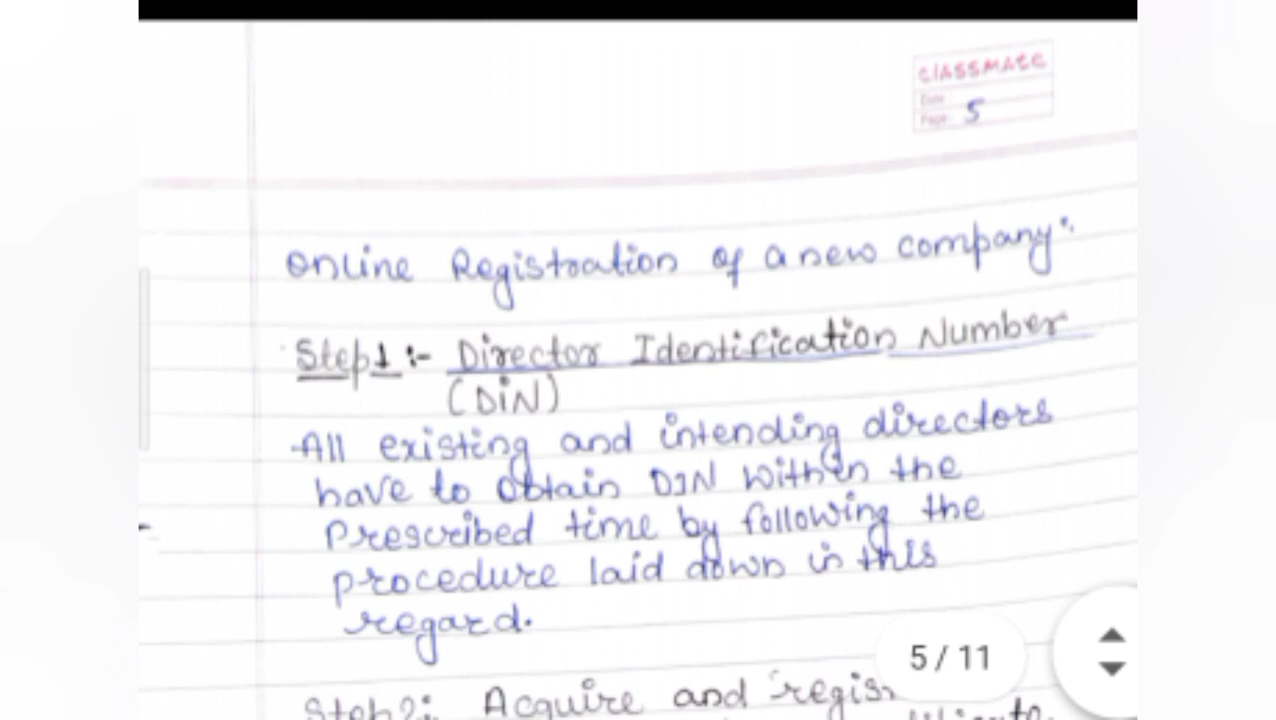 CLASSMATE
Date
Page 5
Online Registration of a new company:
Step 1 :- Director Identification Number
(DiN)
- All existing and intending directors
have to obtain DIN within the
Prescribed time by following the
procedure laid down in this
regard.
5 / 11
Step 2: Acquire and